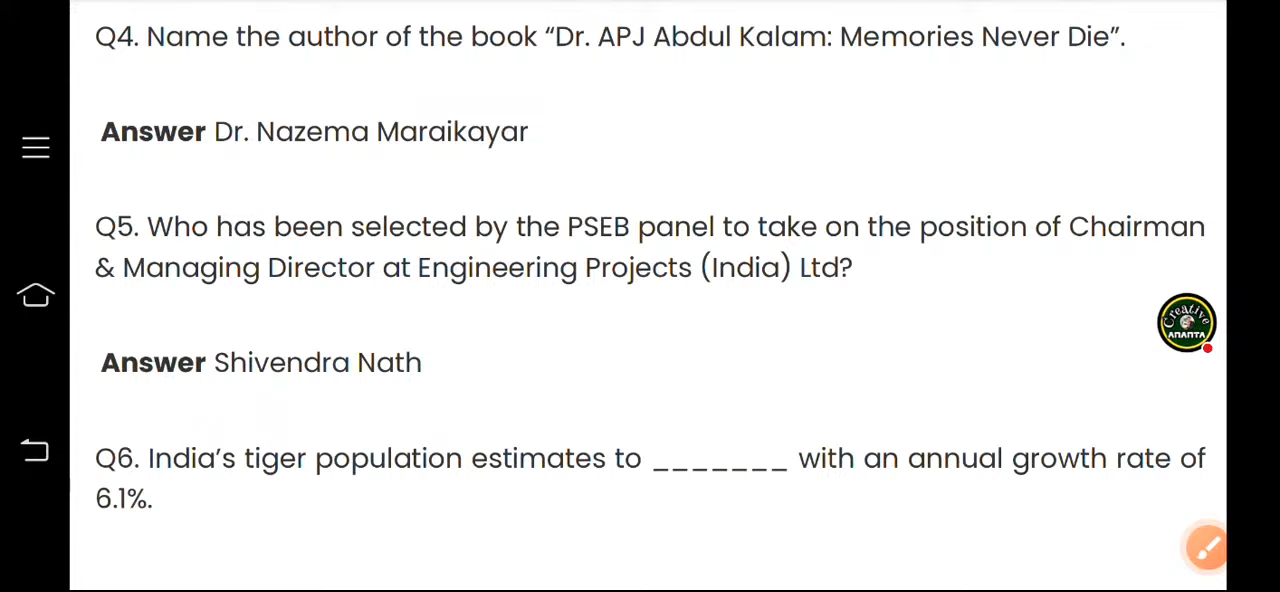 Q4. Name the author of the book “Dr. APJ Abdul Kalam: Memories Never Die”.
Answer Dr. Nazema Maraikayar
Q5. Who has been selected by the PSEB panel to take on the position of Chairman
& Managing Director at Engineering Projects (India) Ltd?
Creative
ANANTA
Answer Shivendra Nath
Q6. India’s tiger population estimates to _______ with an annual growth rate of
6.1%.